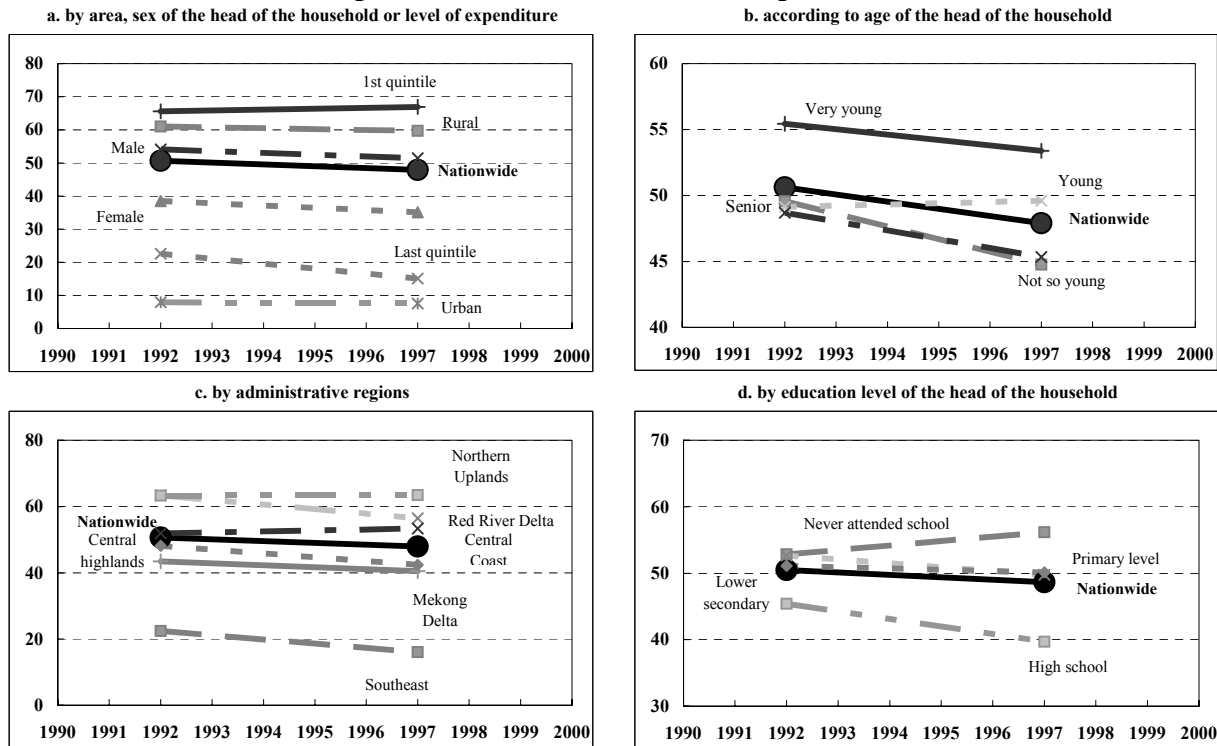 a. by area, sex of the head of the household or level of expenditure
80
70
60
50
40
30
20
10
0
1st quintile
Rural
Male
Nationwide
Female
Last quintile
Urban
1990 1991 1992 1993 1994 1995 1996 1997 1998 1999 2000
b. according to age of the head of the household
60
55
50
45
40
Very young
Young
Senior
Nationwide
Not so young
1990 1991 1992 1993 1994 1995 1996 1997 1998 1999 2000
c. by administrative regions
80
60
40
20
0
Northern
Uplands
Nationwide
Central
highlands
Red River Delta
Central
Coast
Mekong
Delta
Southeast
1990 1991 1992 1993 1994 1995 1996 1997 1998 1999 2000
d. by education level of the head of the household
70
60
50
40
30
Never attended school
Primary level
Lower
secondary
Nationwide
High school
1990 1991 1992 1993 1994 1995 1996 1997 1998 1999 2000